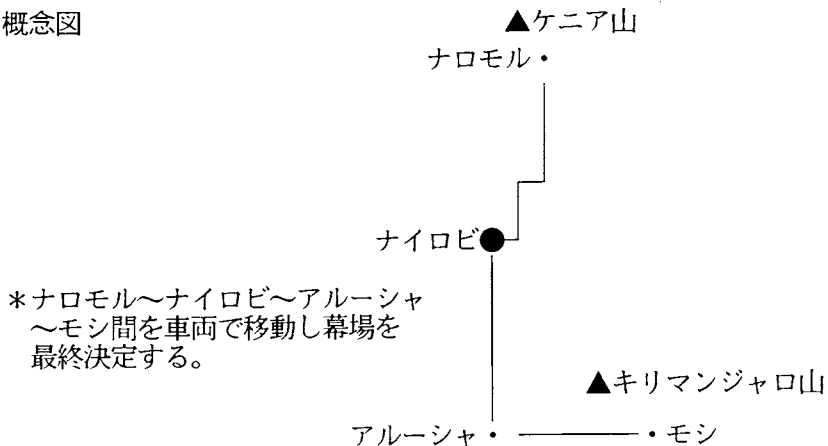 概念図
▲ケニア山
ナロモル・
ナイロビ●
＊ナロモル〜ナイロビ〜アルーシャ
〜モシ間を車両で移動し幕場を
最終決定する。
▲キリマンジャロ山
アルーシャ・ ・モシ